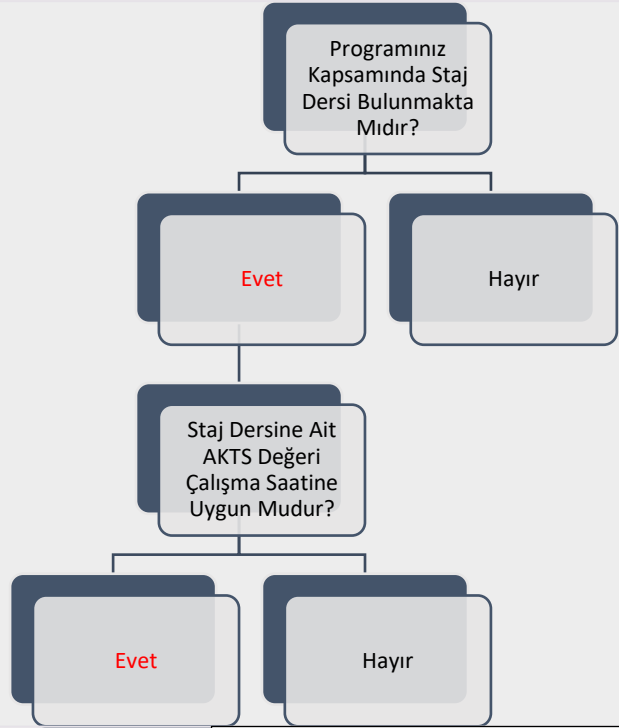 Programınız
Kapsamında Staj
Dersi Bulunmakta
Mıdır?
Evet
Hayır
Staj Dersine Ait
AKTS Değeri
Çalışma Saatine
Uygun Mudur?
Evet
Hayır